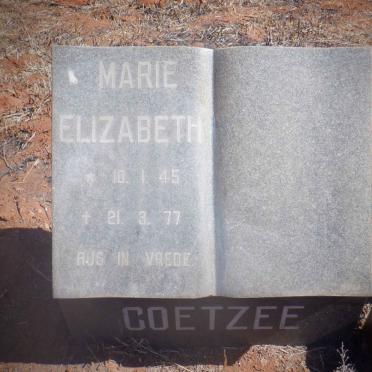 MARIE
ELIZABETH
* 10. 1. 45
+ 21. 3. 77
RUS IN VREDE
COETZEE